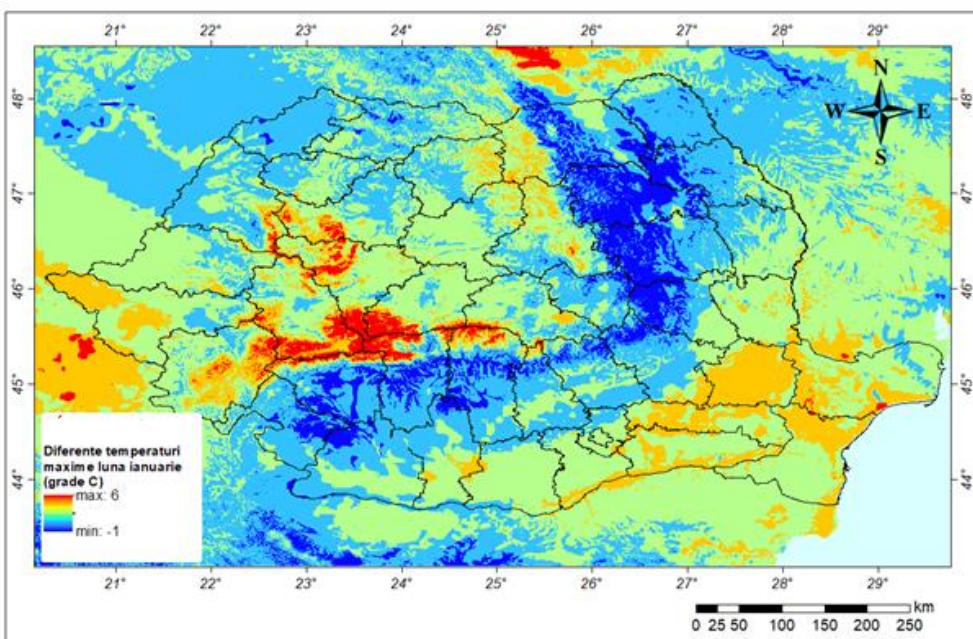 21° 22° 23° 24° 25° 26° 27° 28° 29°
N
W E
S
48° 48°
47° 47°
46° 46°
45° 45°
44° 44°
Diferente temperaturi
maxime luna ianuarie
(grade C)
max: 6
min: -1
21° 22° 23° 24° 25° 26° 27° 28° 29°
km
0 25 50 100 150 200 250